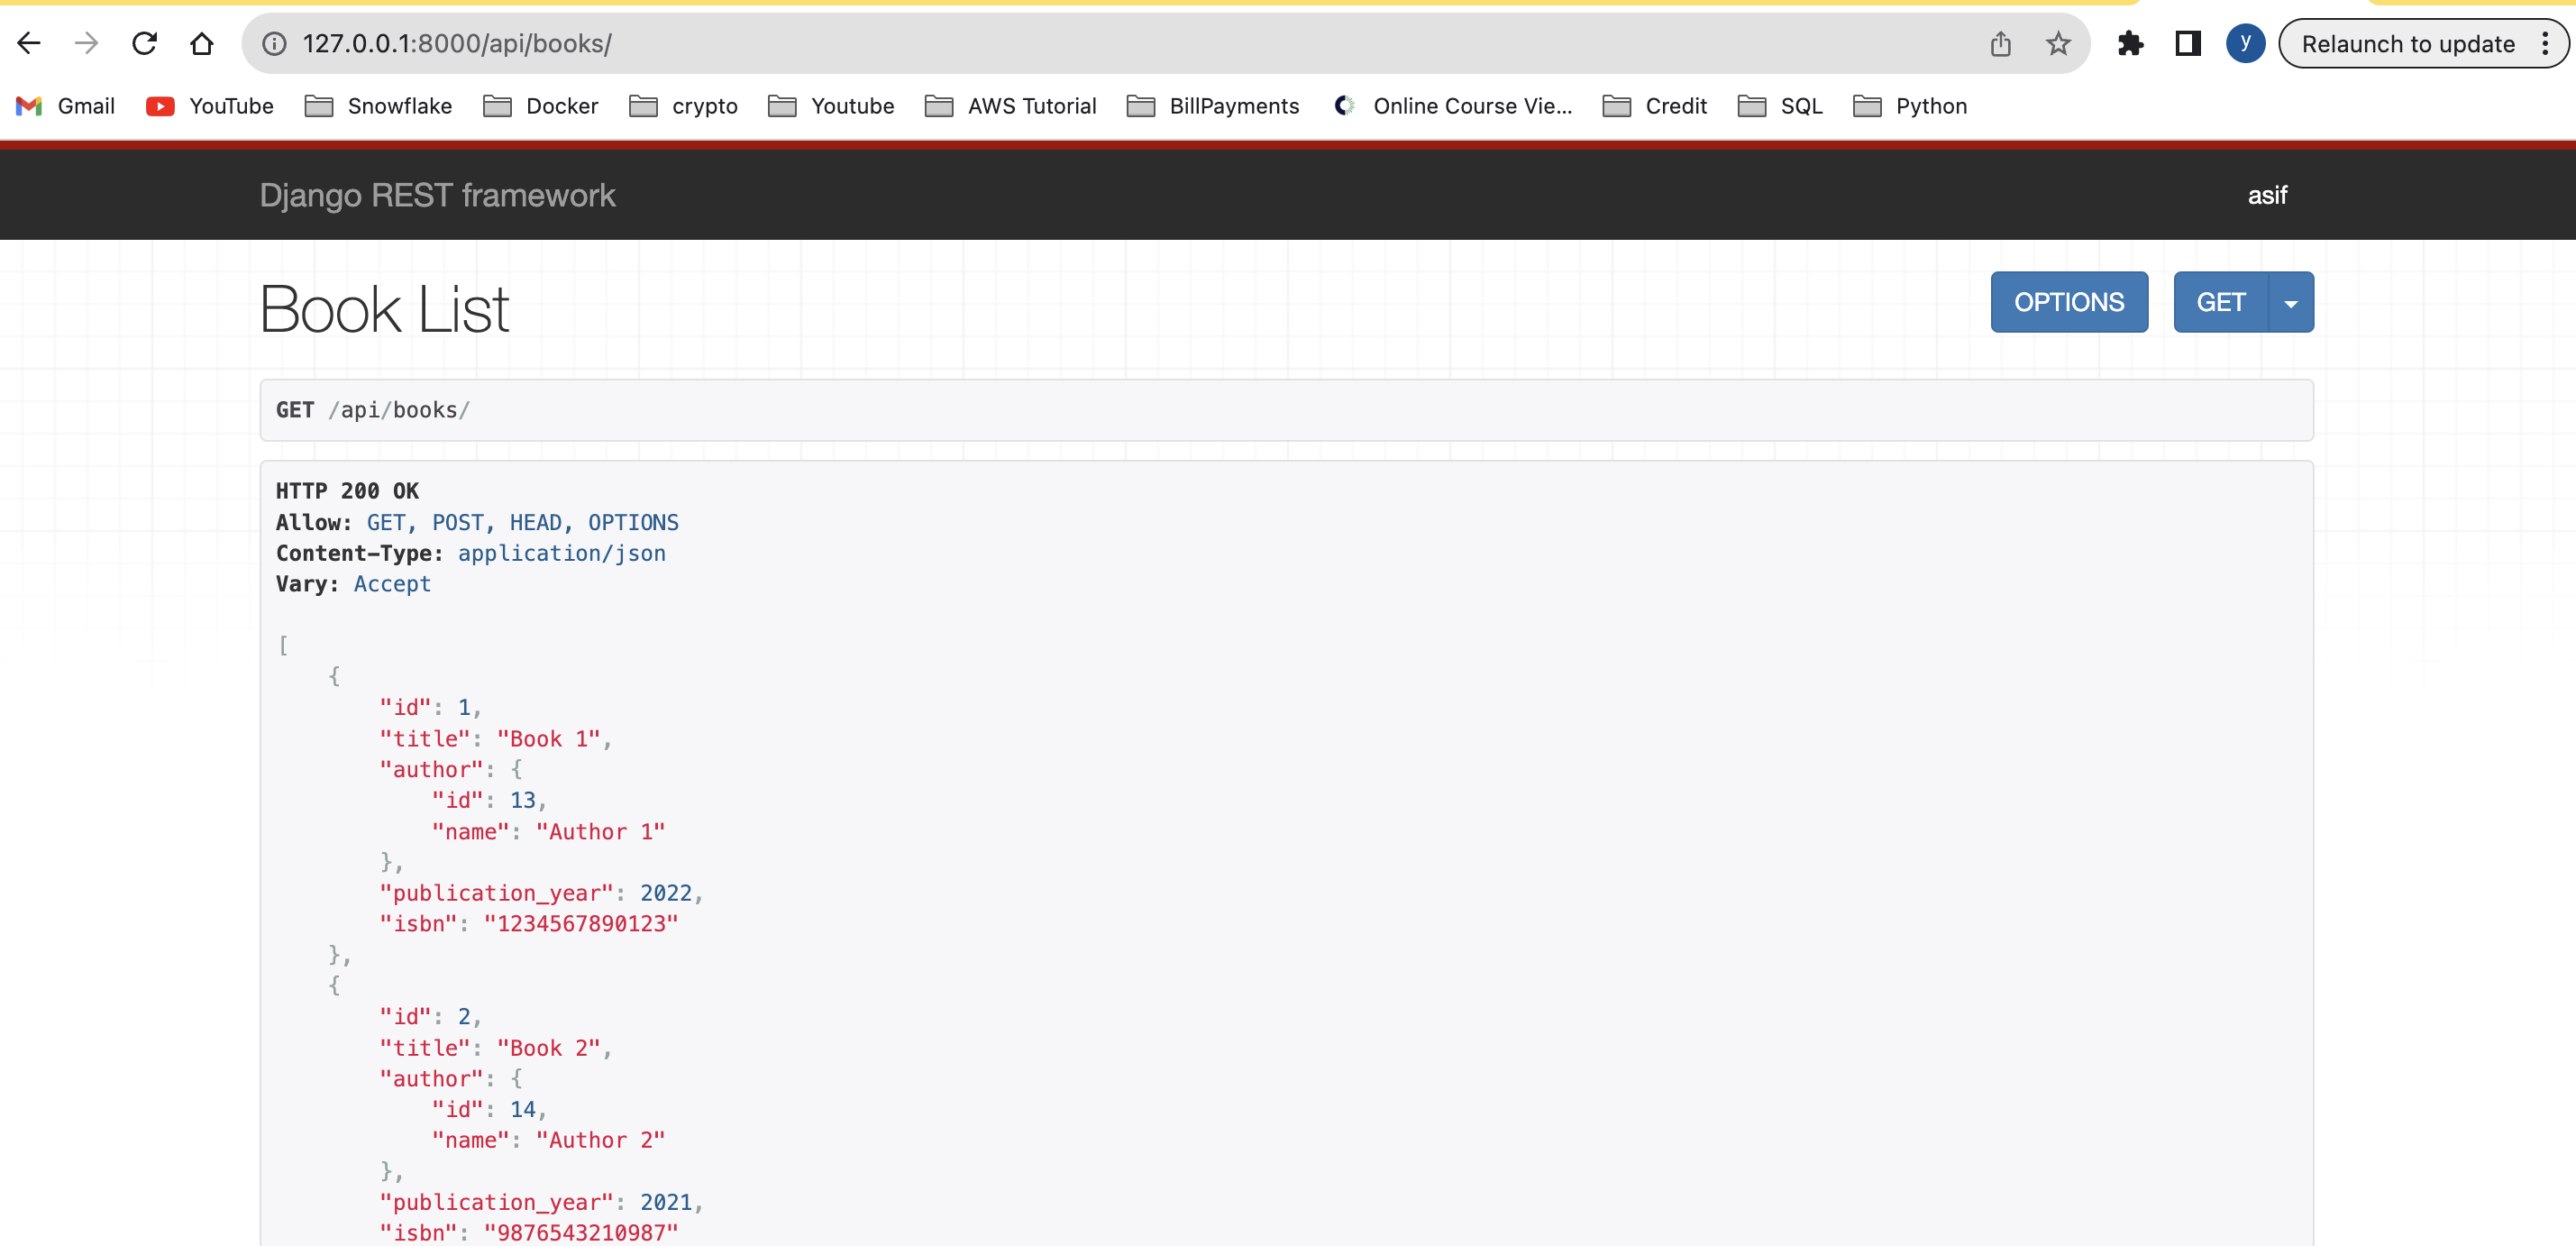 127.0.0.1:8000/api/books/
y
Relaunch to update
Gmail YouTube Snowflake Docker crypto Youtube AWS Tutorial BillPayments Online Course Vie... Credit SQL Python
Django REST framework
asif
Book List
OPTIONS
GET
GET /api/books/
HTTP 200 OK
Allow: GET, POST, HEAD, OPTIONS
Content-Type: application/json
Vary: Accept
[
    {
        "id": 1,
        "title": "Book 1",
        "author": {
            "id": 13,
            "name": "Author 1"
        },
        "publication_year": 2022,
        "isbn": "1234567890123"
    },
    {
        "id": 2,
        "title": "Book 2",
        "author": {
            "id": 14,
            "name": "Author 2"
        },
        "publication_year": 2021,
        "isbn": "9876543210987"